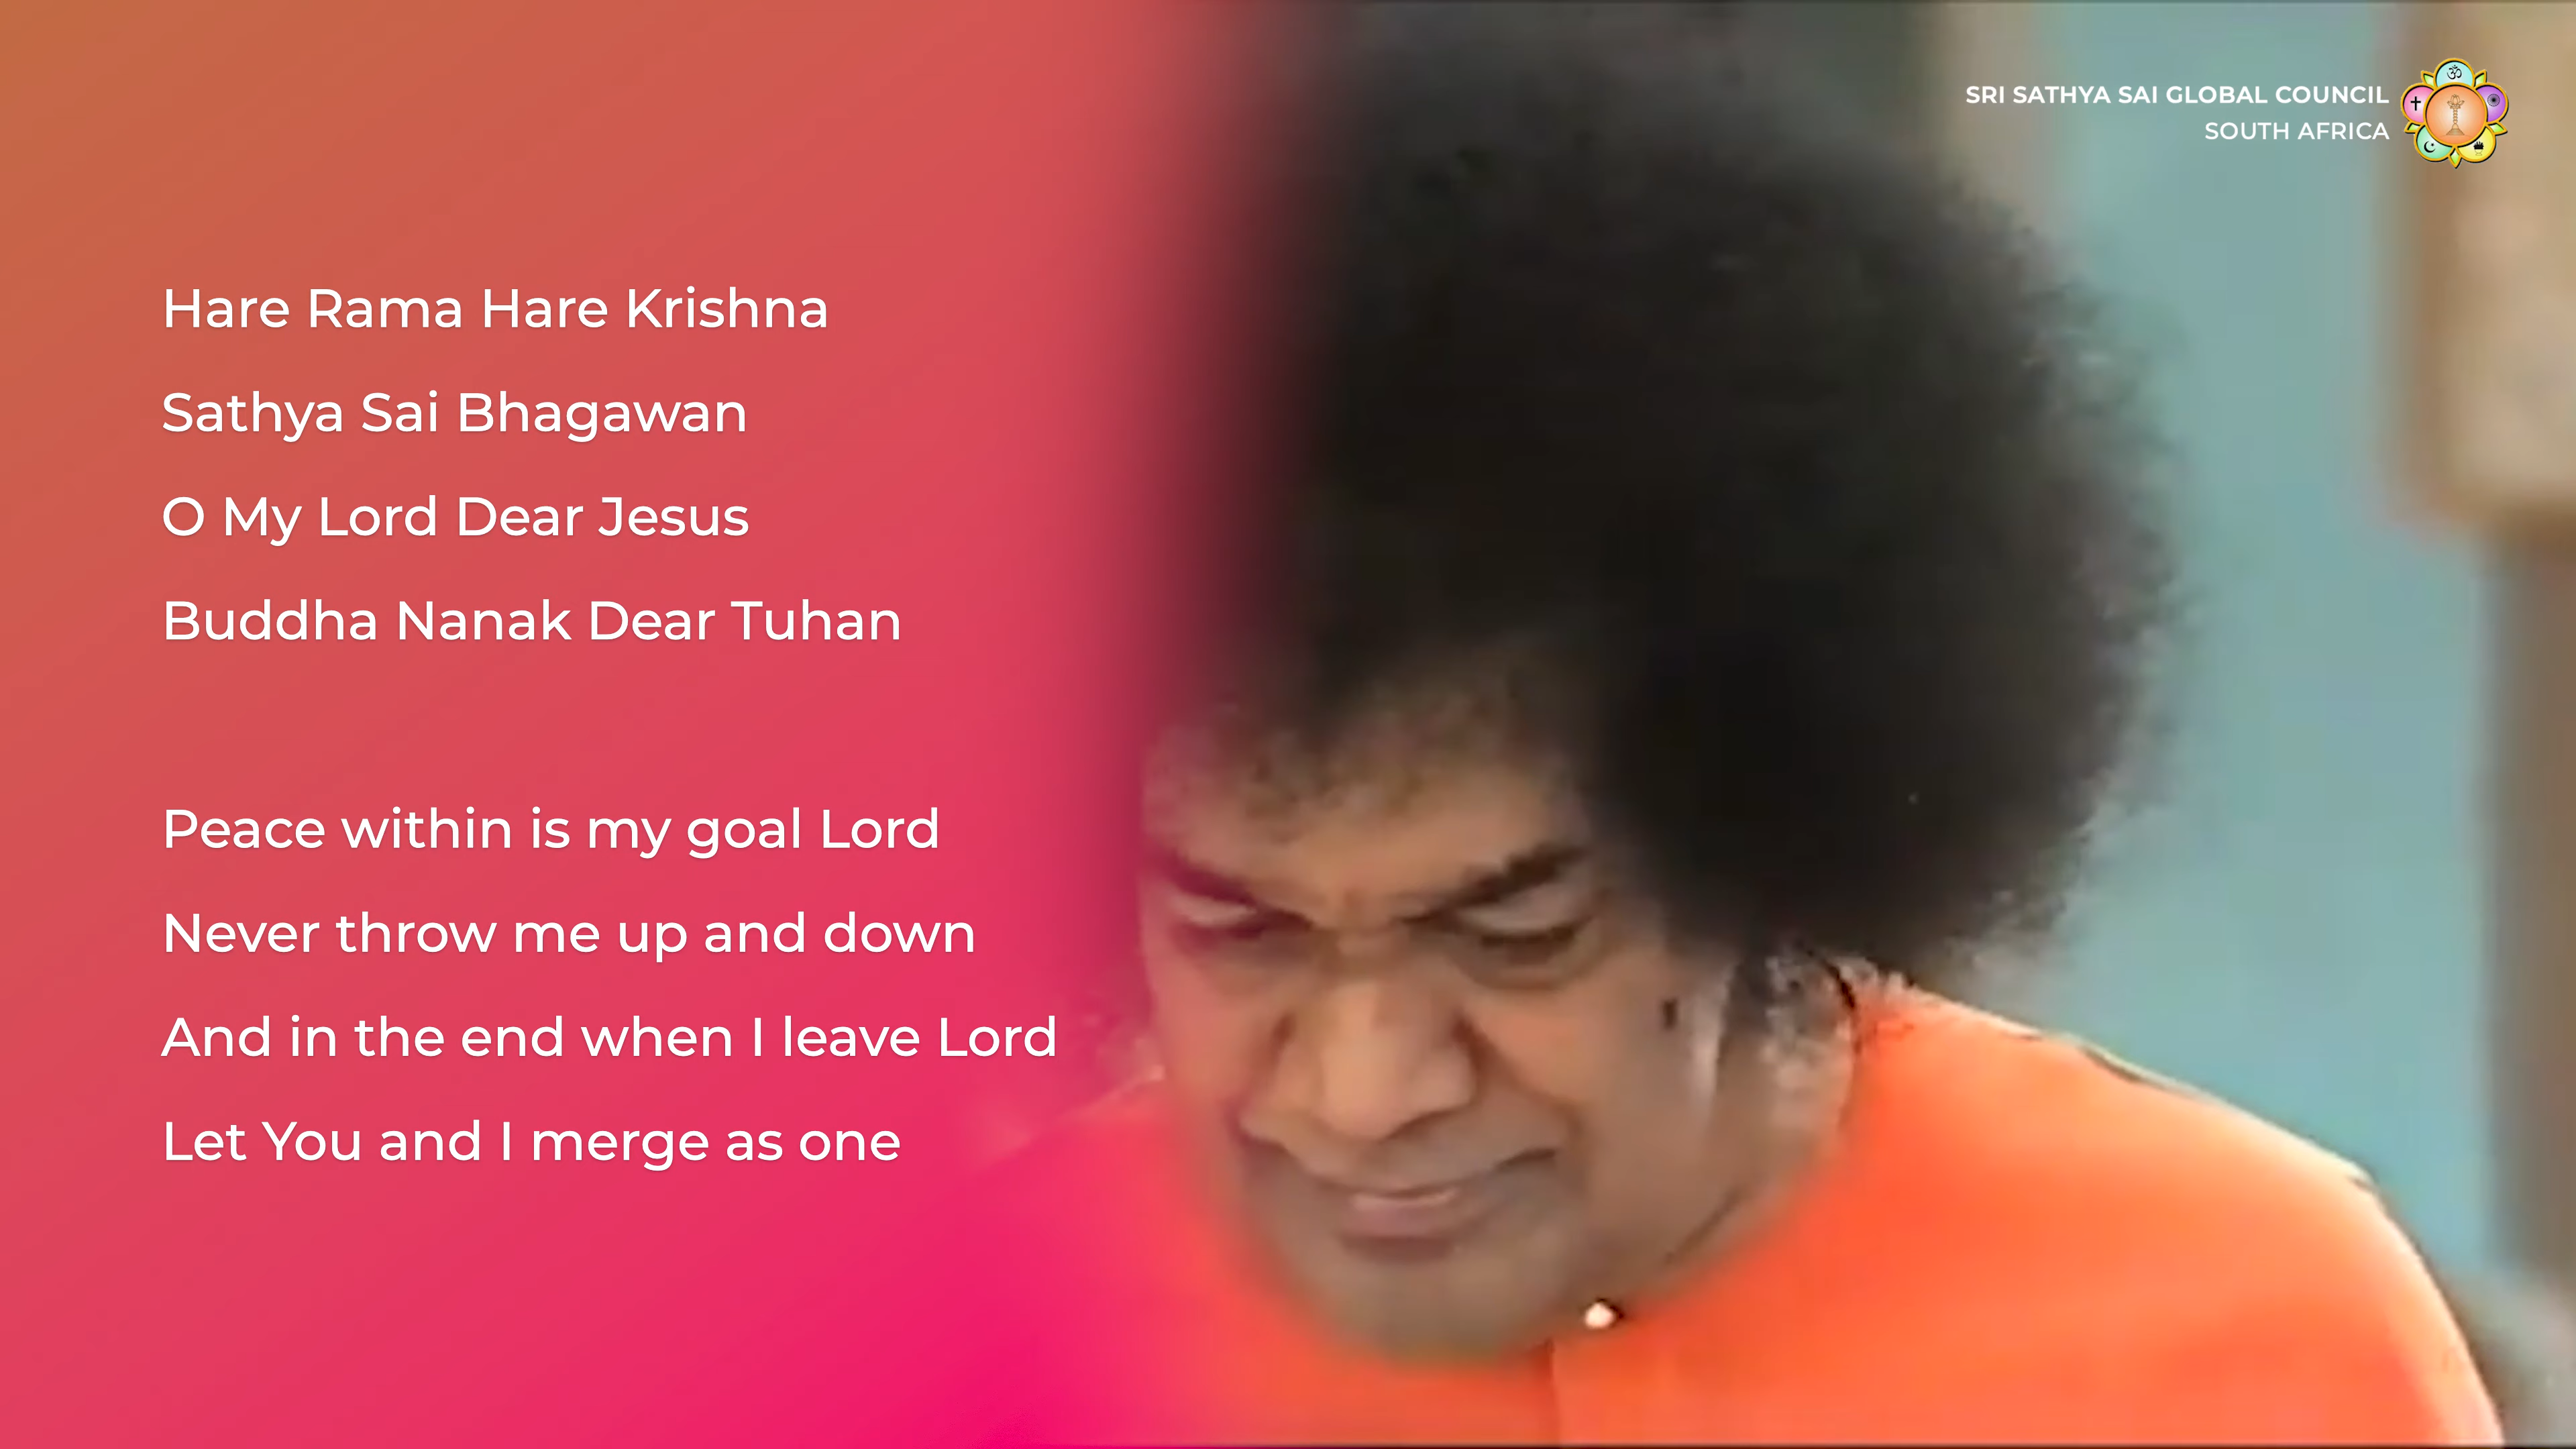 SRI SATHYA SAI GLOBAL COUNCIL
SOUTH AFRICA
Hare Rama Hare Krishna
Sathya Sai Bhagawan
O My Lord Dear Jesus
Buddha Nanak Dear Tuhan
Peace within is my goal Lord
Never throw me up and down
And in the end when I leave Lord
Let You and I merge as one